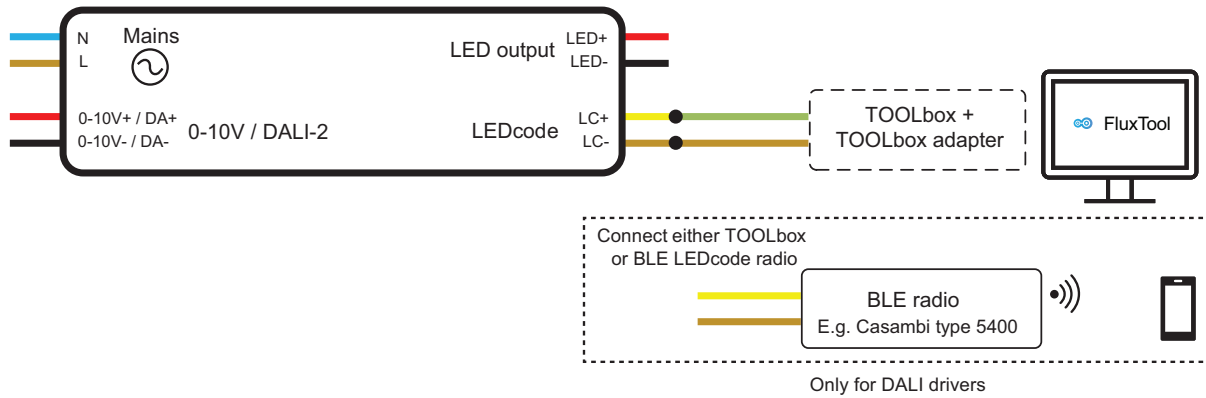 N
Mains
L
LED output
LED+
LED-
0-10V+ / DA+
0-10V- / DA-
0-10V / DALI-2
LEDcode
LC+
LC-
TOOLbox +
TOOLbox adapter
FluxTool
Connect either TOOLbox
or BLE LEDcode radio
BLE radio
E.g. Casambi type 5400
Only for DALI drivers